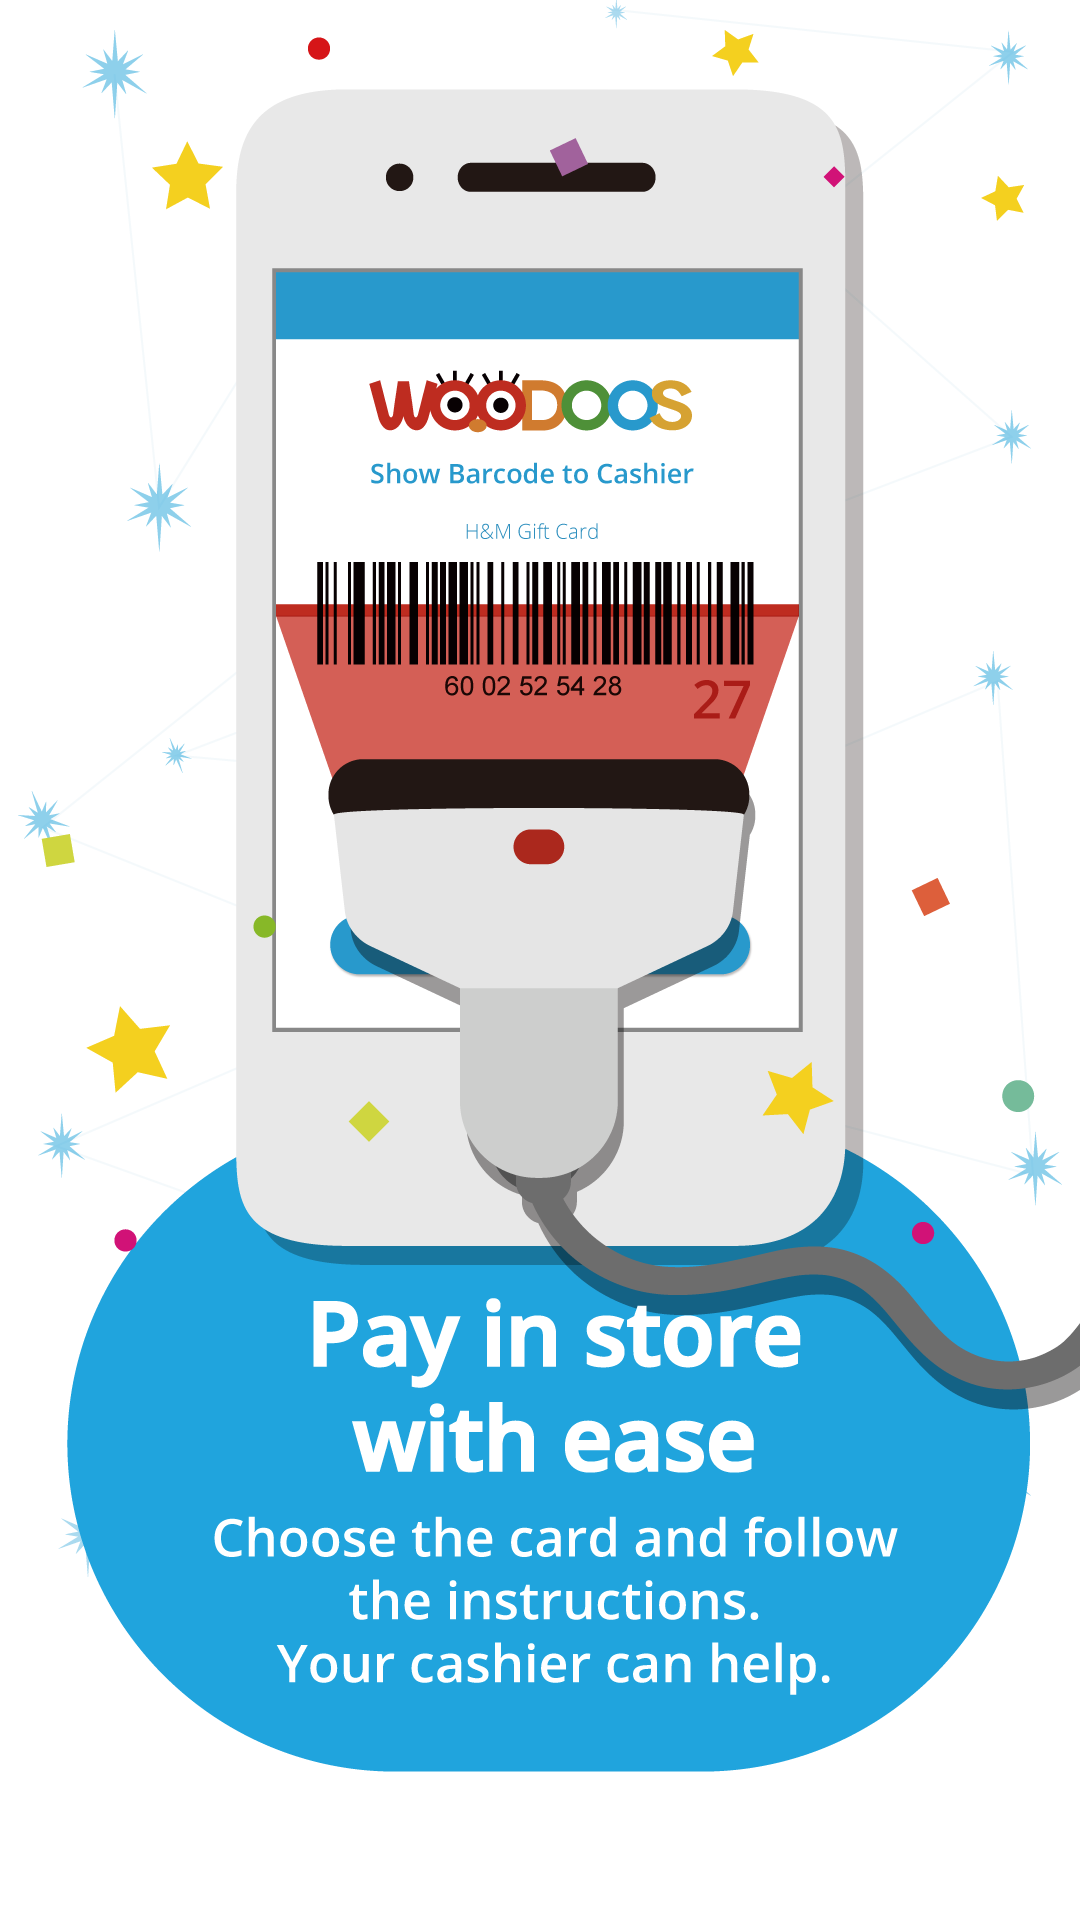 WOODOOS
Show Barcode to Cashier
H&M Gift Card
60 02 52 54 28
27
Pay in store
with ease
Choose the card and follow
the instructions.
Your cashier can help.